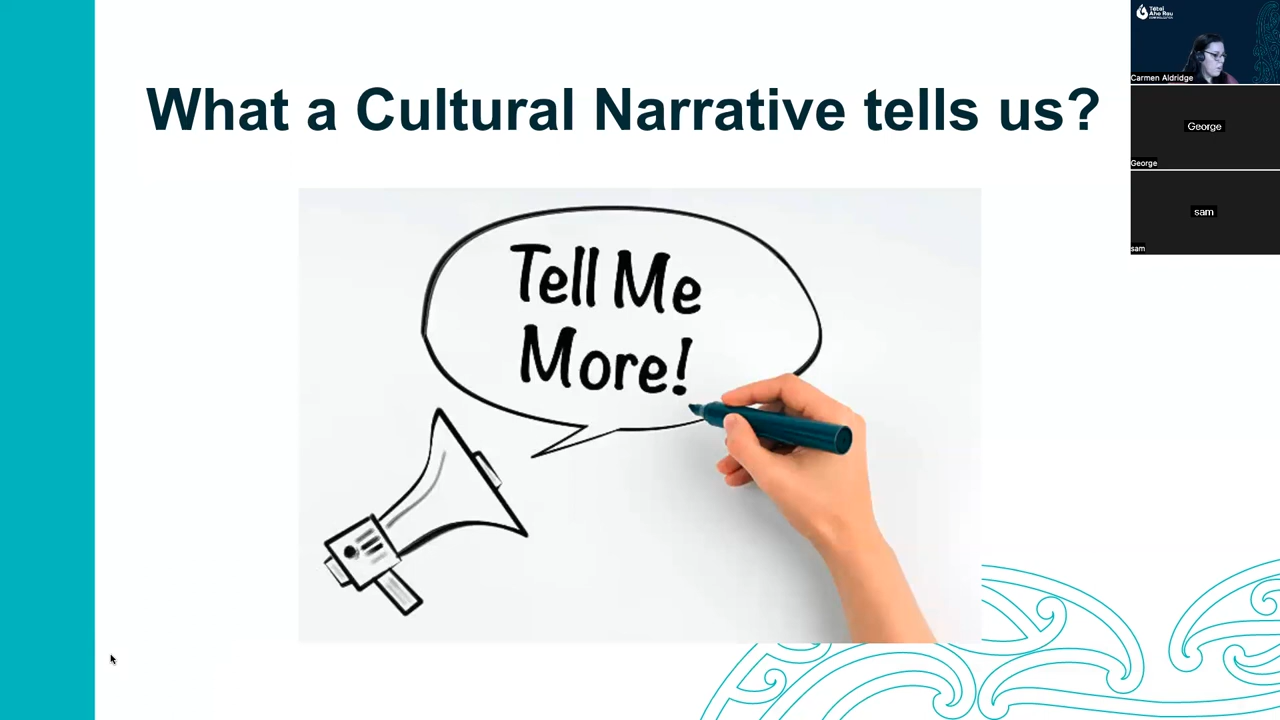 What a Cultural Narrative tells us?
Tell Me
More!
Carmen Aldridge
George
George
sam
sam